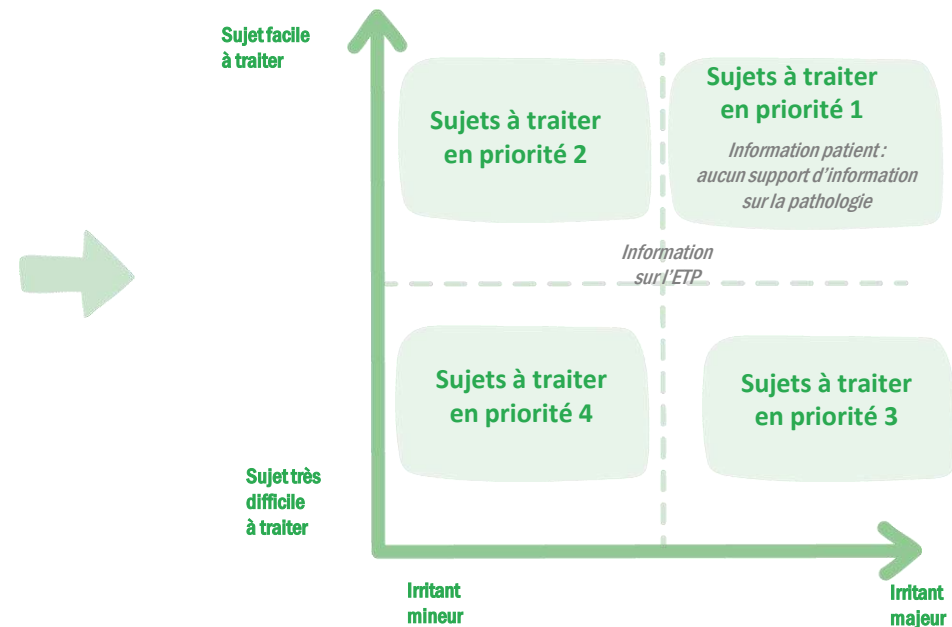 Sujet facile
à traiter
Sujets à traiter
en priorité 2
Sujets à traiter
en priorité 1
Information patient :
aucun support d'information
sur la pathologie
Information
sur l'ETP
Sujets à traiter
en priorité 4
Sujets à traiter
en priorité 3
Sujet très
difficile
à traiter
Irritant
mineur
Irritant
majeur